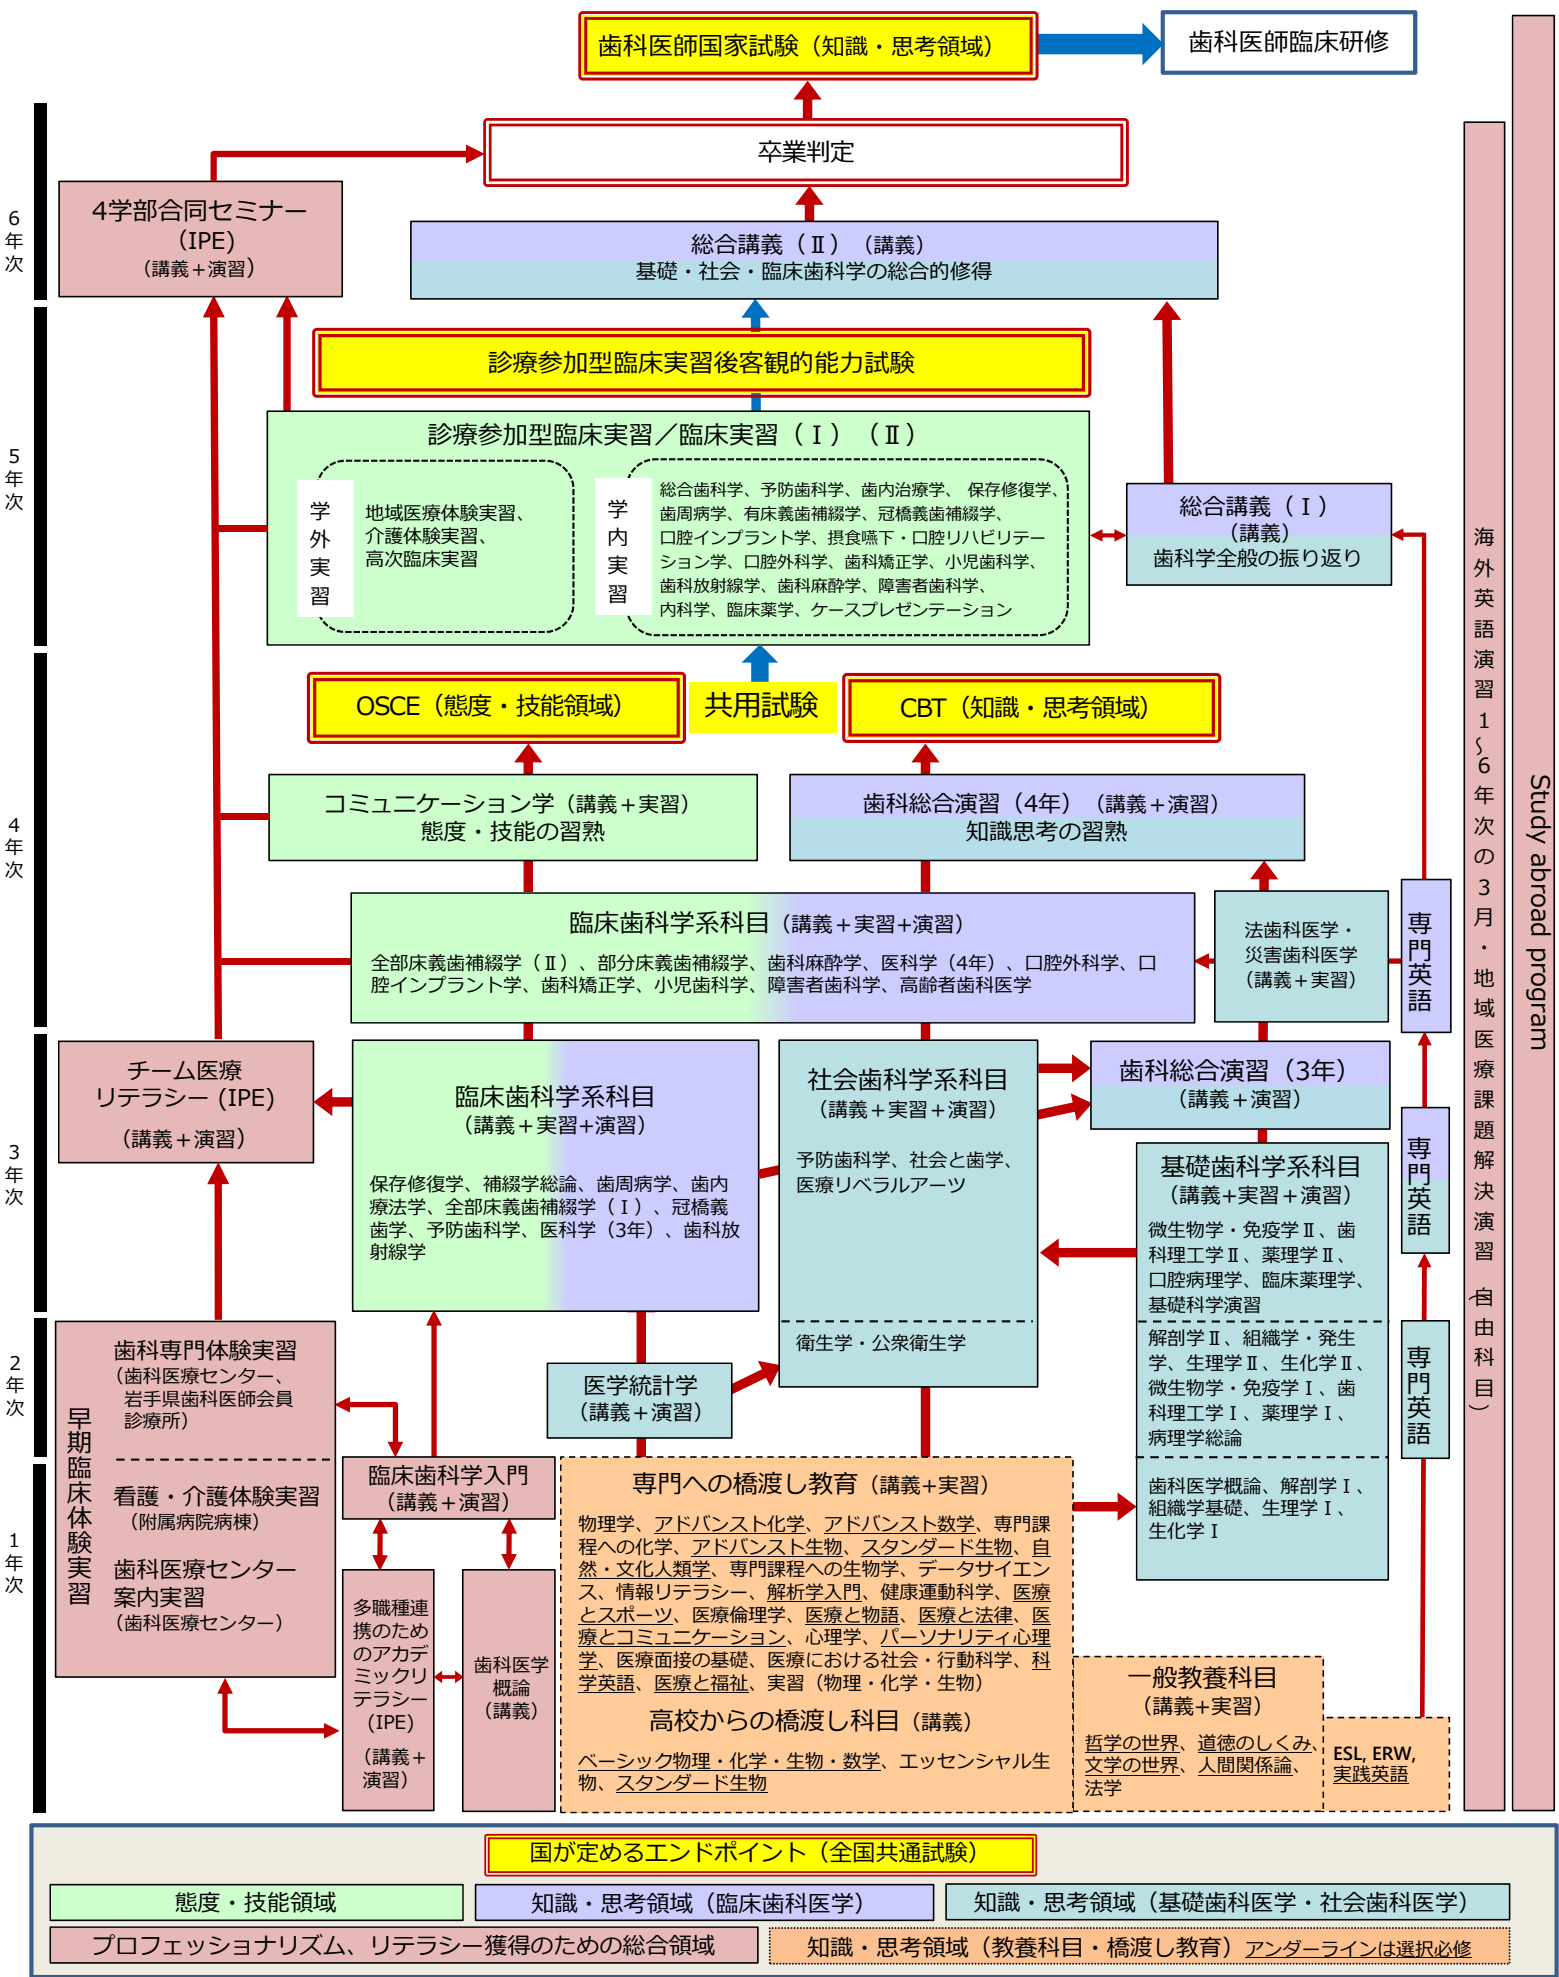 歯科医師国家試験（知識・思考領域）
歯科医師臨床研修
卒業判定
6年次
4学部合同セミナー
（IPE）
（講義＋演習）
総合講義（Ⅱ）（講義）
基礎・社会・臨床歯科学の総合的修得
診療参加型臨床実習後客観的能力試験
5年次
診療参加型臨床実習／臨床実習（Ⅰ）（Ⅱ）
学外実習
地域医療体験実習、
介護体験実習、
高次臨床実習
学内実習
総合歯科学、予防歯科学、歯内治療学、 保存修復学、
歯周病学、有床義歯補綴学、冠橋義歯補綴学、
口腔インプラント学、摂食嚥下・口腔リハビリテー
ション学、口腔外科学、歯科矯正学、小児歯科学、
歯科放射線学、歯科麻酔学、障害者歯科学、
内科学、臨床薬学、ケースプレゼンテーション
総合講義（Ⅰ）
（講義）
歯科学全般の振り返り
OSCE（態度・技能領域）
共用試験
CBT（知識・思考領域）
4年次
コミュニケーション学（講義＋実習）
態度・技能の習熟
歯科総合演習（4年）（講義＋演習）
知識思考の習熟
臨床歯科学系科目（講義＋実習+演習）
全部床義歯補綴学（Ⅱ）、部分床義歯補綴学、歯科麻酔学、医科学（4年）、口腔外科学、口
腔インプラント学、歯科矯正学、小児歯科学、障害者歯科学、高齢者歯科医学
法歯科医学・
災害歯科医学
（講義＋実習）
専門英語
3年次
チーム医療
リテラシー (IPE)
（講義＋演習）
臨床歯科学系科目
（講義＋実習+演習）
保存修復学、補綴学総論、歯周病学、歯内
療法学、全部床義歯補綴学（Ⅰ）、冠橋義
歯学、予防歯科学、医科学（3年）、歯科放
射線学
社会歯科学系科目
（講義＋実習＋演習）
予防歯科学、社会と歯学、
医療リベラルアーツ
衛生学・公衆衛生学
歯科総合演習（3年）
（講義＋演習）
基礎歯科学系科目
（講義+実習＋演習）
微生物学・免疫学Ⅱ、歯
科理工学Ⅱ、薬理学Ⅱ、
口腔病理学、臨床薬理学、
基礎科学演習
解剖学Ⅱ、組織学・発生
学、生理学Ⅱ、生化学Ⅱ、
微生物学・免疫学Ⅰ、歯
科理工学Ⅰ、薬理学Ⅰ、
病理学総論
歯科医学概論、解剖学Ⅰ、
組織学基礎、生理学Ⅰ、
生化学Ⅰ
専門英語
2年次
早期臨床体験実習
歯科専門体験実習
（歯科医療センター、
岩手県歯科医師会員
診療所）
看護・介護体験実習
（附属病院病棟）
歯科医療センター
案内実習
（歯科医療センター）
医学統計学
（講義＋演習）
専門英語
1年次
臨床歯科学入門
（講義＋演習）
多職種連
携のため
のアカデ
ミックリ
テラシー
(IPE)
（講義＋
演習）
歯科医学
概論
（講義）
専門への橋渡し教育（講義+実習）
物理学、アドバンスト化学、アドバンスト数学、専門課
程への化学、アドバンスト生物、スタンダード生物、自
然・文化人類学、専門課程への生物学、データサイエン
ス、情報リテラシー、解析学入門、健康運動科学、医療
とスポーツ、医療倫理学、医療と物語、医療と法律、医
療とコミュニケーション、心理学、パーソナリティ心理
学、医療面接の基礎、医療における社会・行動科学、科
学英語、医療と福祉、実習（物理・化学・生物）
高校からの橋渡し科目（講義）
ベーシック物理・化学・生物・数学、エッセンシャル生
物、スタンダード生物
一般教養科目
（講義+実習）
哲学の世界、道徳のしくみ、
文学の世界、人間関係論、
法学
ESL, ERW,
実践英語
海外英語演習 1～6年次の3月・地域医療課題解決演習（自由科目）
Study abroad program
国が定めるエンドポイント（全国共通試験）
態度・技能領域
知識・思考領域（臨床歯科医学）
知識・思考領域（基礎歯科医学・社会歯科医学）
プロフェッショナリズム、リテラシー獲得のための総合領域
知識・思考領域（教養科目・橋渡し教育）アンダーラインは選択必修